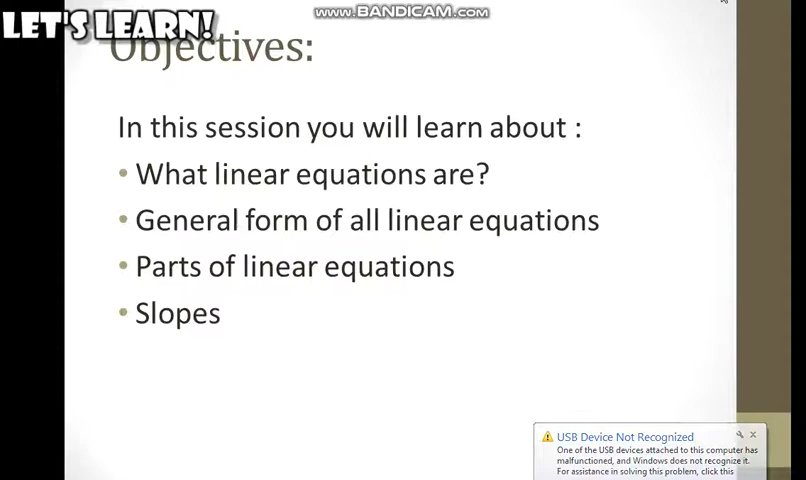 WWW.BANDICAM.COM
LET'S LEARN!
Objectives:
In this session you will learn about :
• What linear equations are?
• General form of all linear equations
• Parts of linear equations
• Slopes
USB Device Not Recognized
One of the USB devices attached to this computer has
malfunctioned, and Windows does not recognize it.
For assistance in solving this problem, click this